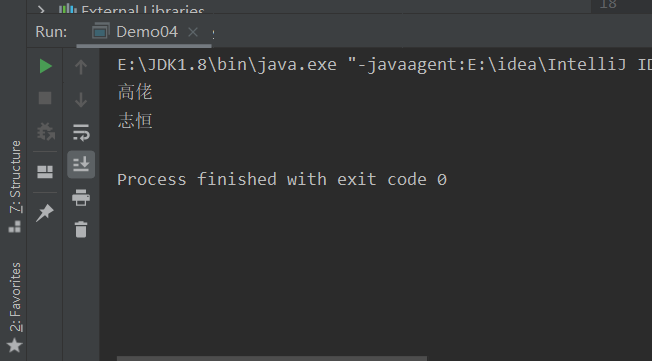 External Libraries
18
Run:
Demo04
E:\JDK1.8\bin\java.exe "-javaagent:E:\idea\IntelliJ ID
高佬
志恒
Process finished with exit code 0
7: Structure
2: Favorites